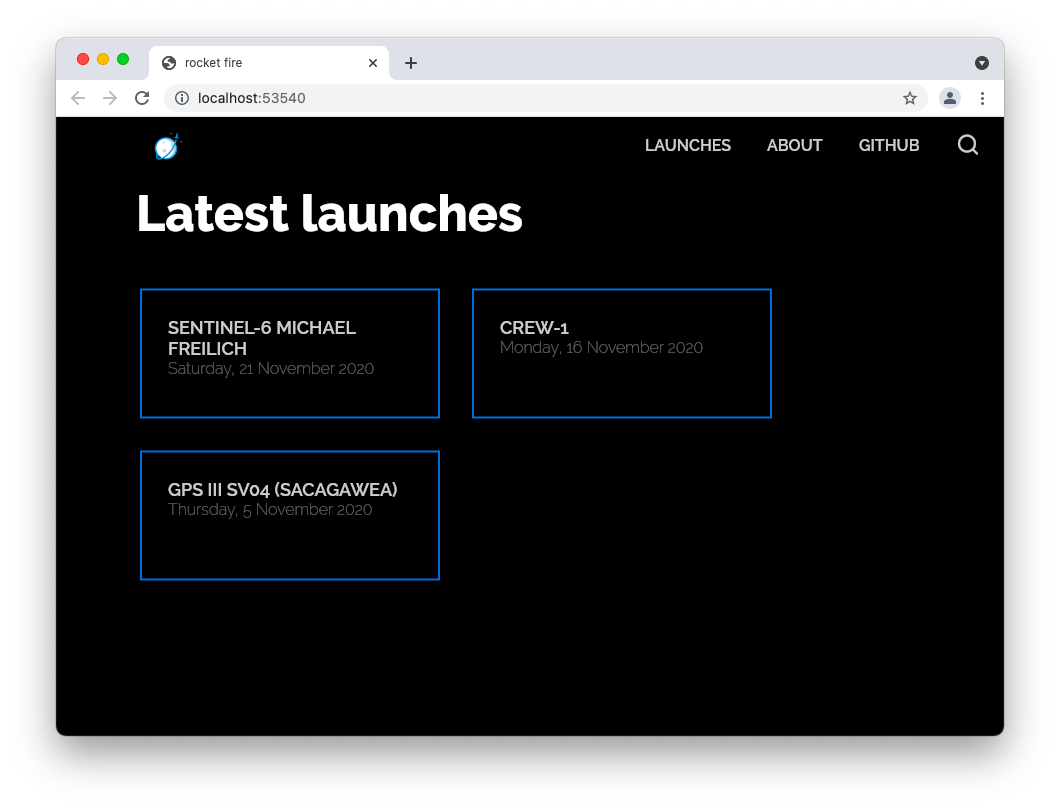 rocket fire
localhost:53540
LAUNCHES ABOUT GITHUB
Latest launches
SENTINEL-6 MICHAEL
FREILICH
Saturday, 21 November 2020
CREW-1
Monday, 16 November 2020
GPS III SV04 (SACAGAWEA)
Thursday, 5 November 2020